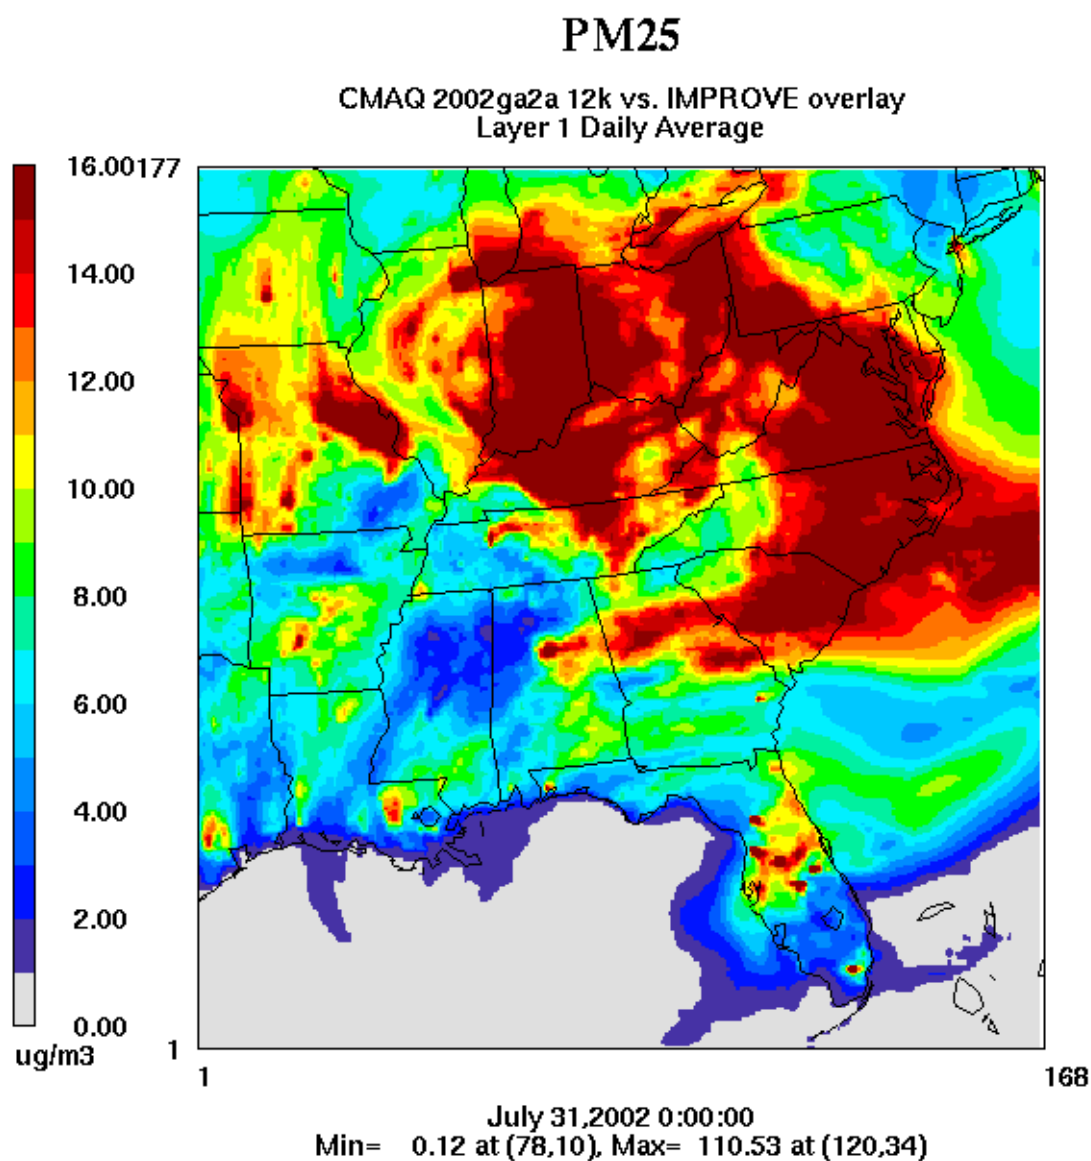 PM25
CMAQ 2002ga2a 12k vs. IMPROVE overlay
Layer 1 Daily Average
16.00
177
14.00
12.00
10.00
8.00
6.00
4.00
2.00
0.00
ug/m3
1
1
168
July 31,2002 0:00:00
Min= 0.12 at (78,10), Max= 110.53 at (120,34)